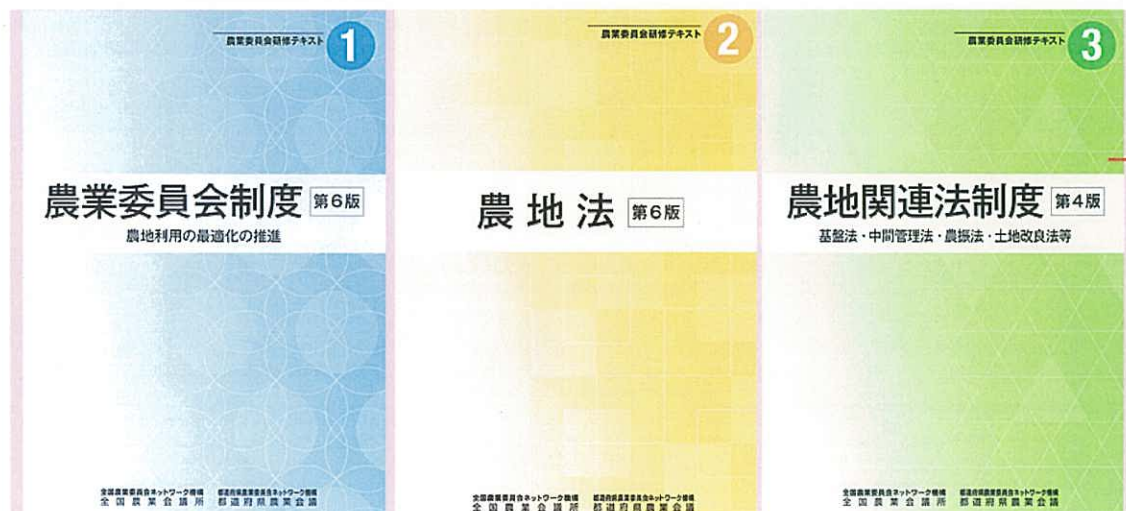 農業委員会研修テキスト 1
農業委員会制度 第6版
農地利用の最適化の推進
全国農業委員会ネットワーク機構 都道府県農業委員会ネットワーク機構
全国農業会議所 都道府県農業会議
農業委員会研修テキスト 2
農地法 第6版
全国農業委員会ネットワーク機構 都道府県農業委員会ネットワーク機構
全国農業会議所 都道府県農業会議
農業委員会研修テキスト 3
農地関連法制度 第4版
基盤法・中間管理法・農振法・土地改良法等
全国農業委員会ネットワーク機構 都道府県農業委員会ネットワーク機構
全国農業会議所 都道府県農業会議